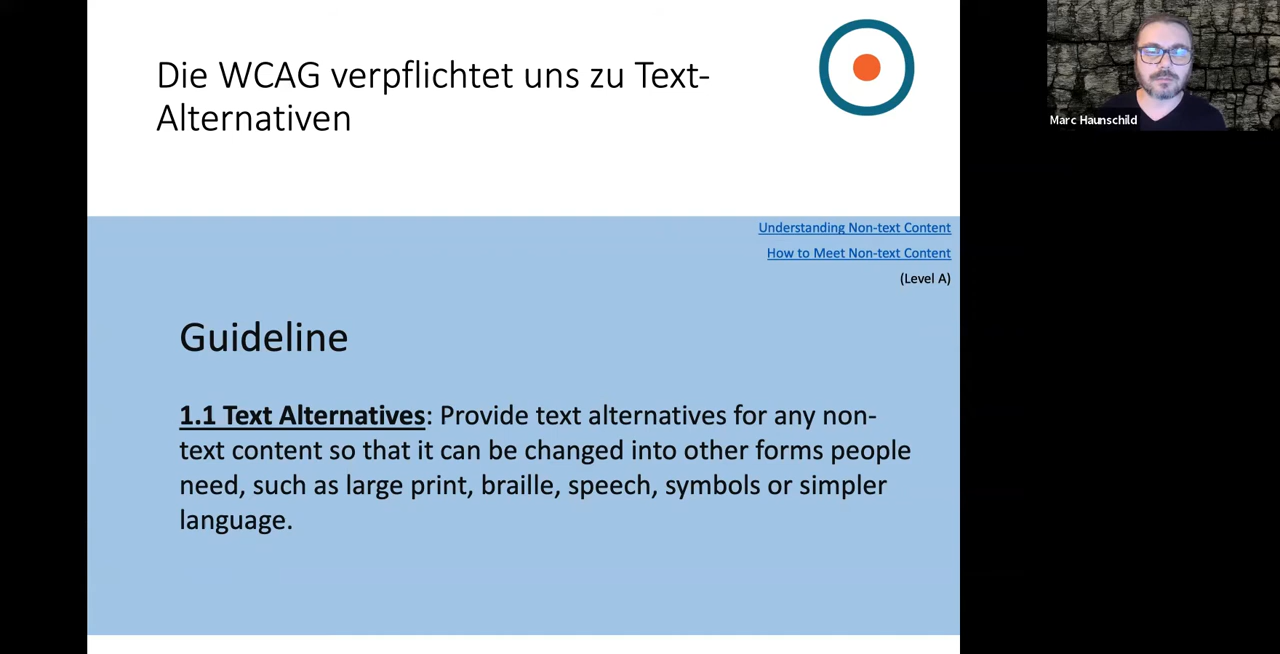 Die WCAG verpflichtet uns zu Text-
Alternativen
Understanding Non-text Content
How to Meet Non-text Content
(Level A)
Guideline
1.1 Text Alternatives: Provide text alternatives for any non-
text content so that it can be changed into other forms people
need, such as large print, braille, speech, symbols or simpler
language.
Marc Haunschild